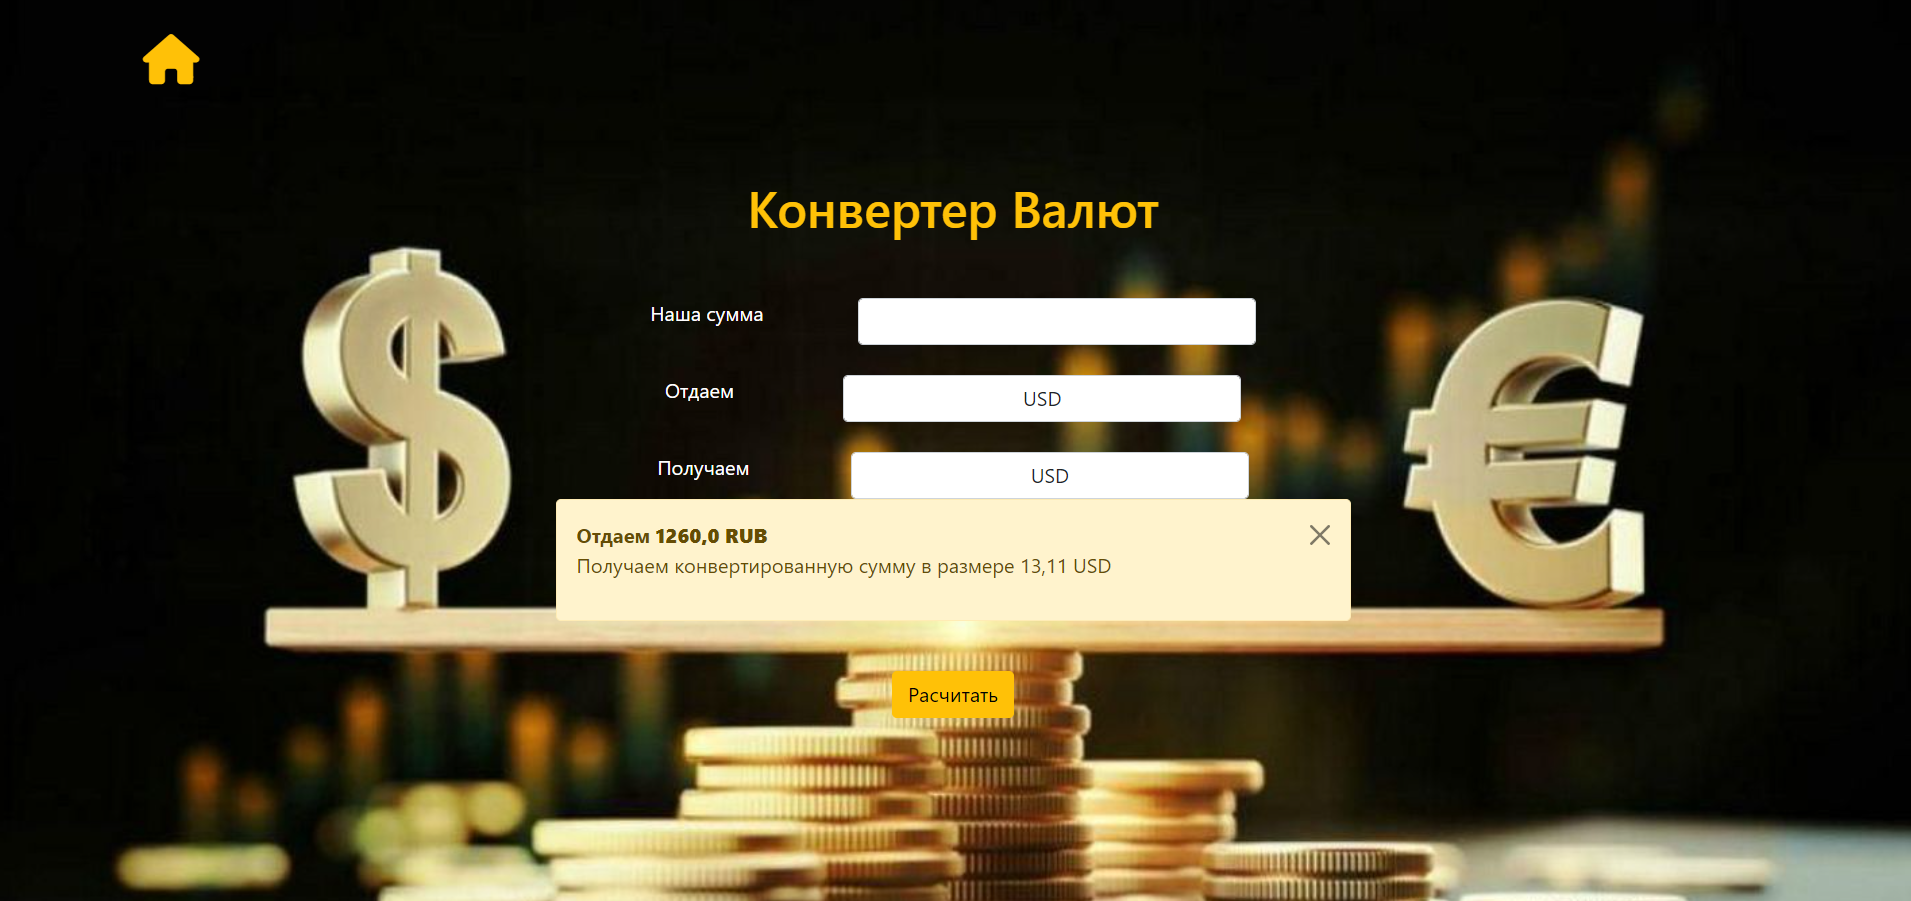 Конвертер Валют
Наша сумма
Отдаем USD
Получаем USD
Отдаем 1260,0 RUB
Получаем конвертированную сумму в размере 13,11 USD
Расчитать